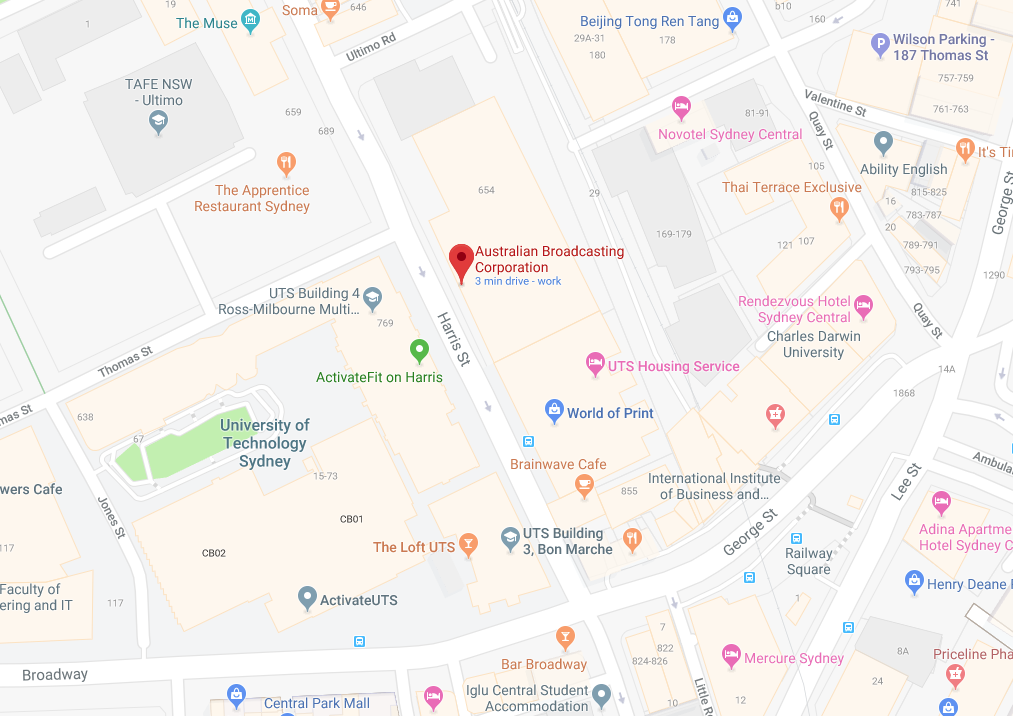 Soma
646
The Muse
Ultimo Rd
Beijing Tong Ren Tang
29A-31
178
180
b10
160
741
Wilson Parking -
187 Thomas St
757-759
761-763
TAFE NSW
- Ultimo
659
689
Valentine St
Quay St
81-91
Novotel Sydney Central
105
Ability English
It's Ti
815-825
The Apprentice
Restaurant Sydney
654
29
Thai Terrace Exclusive
16
783-787
George St
169-179
121
107
20
789-791
793-795
1290
Australian Broadcasting
Corporation
3 min drive - work
UTS Building 4
Ross-Milbourne Multi...
769
Rendezvous Hotel
Sydney Central
Charles Darwin
University
Quay St
Harris St
Thomas St
ActivateFit on Harris
UTS Housing Service
14A
1868
mas St
638
67
University of
Technology
Sydney
World of Print
P
Brainwave Cafe
855
International Institute
of Business and...
Ambula
Lee St
wers Cafe
15-73
Jones St
CB01
CB02
The Loft UTS
UTS Building
3, Bon Marche
George St
Railway
Square
Adina Apartme
Hotel Sydney C
117
Faculty of
ering and IT
117
ActivateUTS
Henry Deane
1
7
822
824-826
Bar Broadway
Mercure Sydney
8A
Priceline Pha
Broadway
Central Park Mall
Iglu Central Student
Accommodation
Little R
12
24